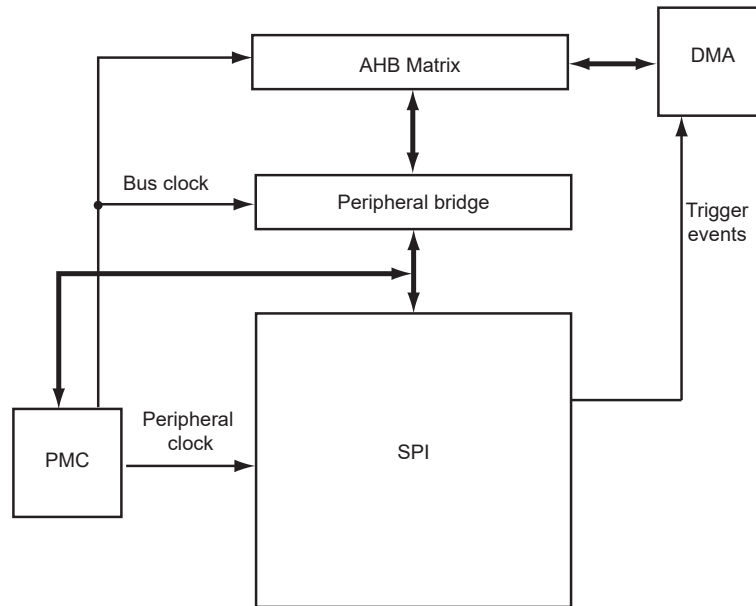 AHB Matrix
DMA
Bus clock
Peripheral bridge
Trigger
events
Peripheral
clock
PMC
SPI